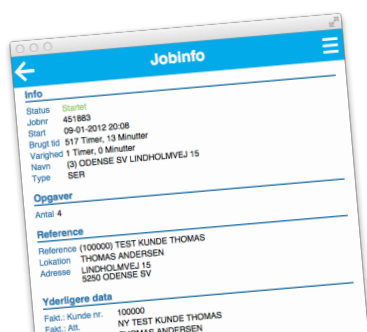 Jobinfo
Info
Status Startet
Jobnr 451883
Start 09-01-2012 20:08
Brugt tid 517 Timer, 13 Minutter
Varighed 1 Timer, 0 Minutter
Navn (3) ODENSE SV LINDHOLMVEJ 15
Type SER
Opgaver
Antal 4
Reference
Reference (100000) TEST KUNDE THOMAS
Lokation THOMAS ANDERSEN
Adresse LINDHOLMVEJ 15
5250 ODENSE SV
Yderligere data
Fakt.: Kunde nr. 100000
Fakt.: Att. NY TEST KUNDE THOMAS
THOMAS ANDERSEN